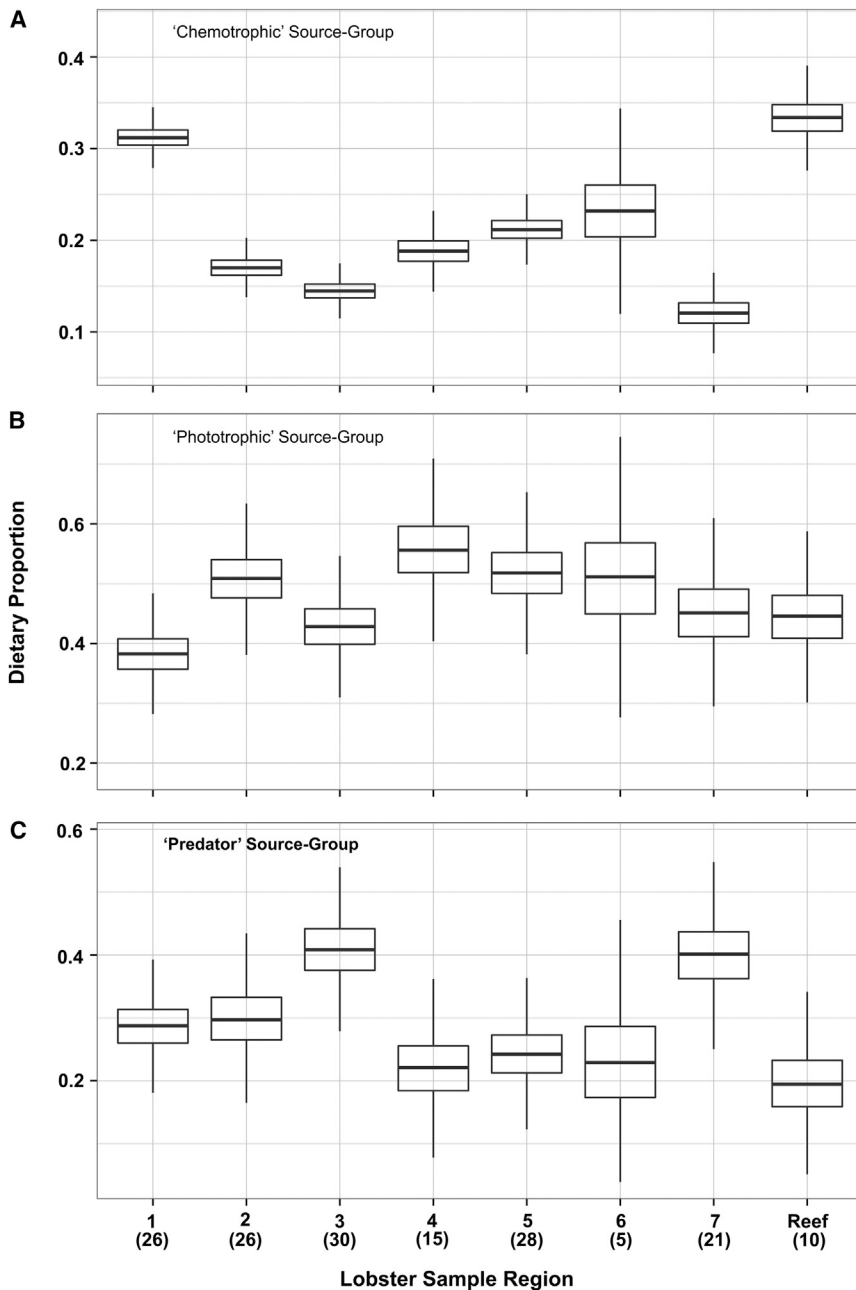 A
‘Chemotrophic’ Source-Group
0.4
0.3
0.2
0.1
B
‘Phototrophic’ Source-Group
0.6
0.4
0.2
Dietary Proportion
C
‘Predator’ Source-Group
0.6
0.4
0.2
1 2 3 4 5 6 7 Reef
(26) (26) (30) (15) (28) (5) (21) (10)
Lobster Sample Region